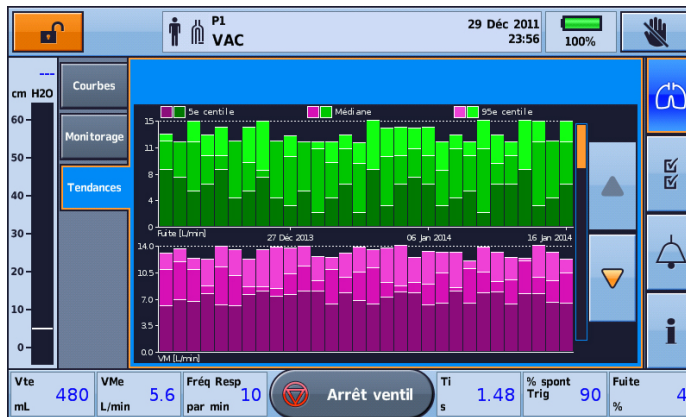 P1
VAC
29 Déc 2011
23:56
100%
---
cm H2O
60
50
40
30
20
10
0
Courbes
Monitorage
Tendances
5e centile
Médiane
95e centile
15
11
8
4
0
Fuite [L/min]
27 Déc 2013
06 Jan 2014
16 Jan 2014
14.0
10.5
7.0
3.5
0.0
VM [L/min]
Vte
480
mL
VMe
5.6
L/min
Fréq Resp
10
par min
Arrêt ventil
Ti
1.48
s
% spont
Trig
90
Fuite
4
%